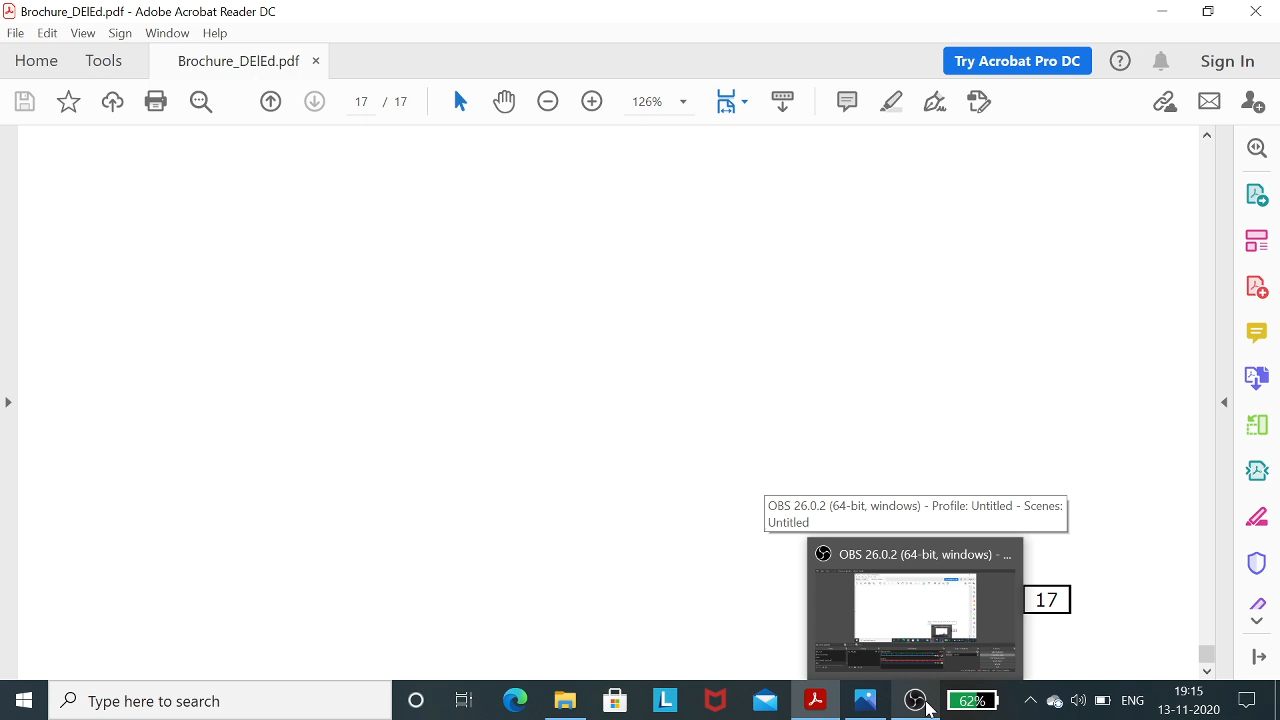 Brochure_DElEd.pdf - Adobe Acrobat Reader DC
File Edit View Sign Window Help
Home Tools Brochure_DElEd.pdf × Try Acrobat Pro DC Sign In
17 / 17 126%
OBS 26.0.2 (64-bit, windows) - Profile: Untitled - Scenes:
Untitled
OBS 26.0.2 (64-bit, windows) - ...
17
Type here to search 62% ENG 19:15
13-11-2020